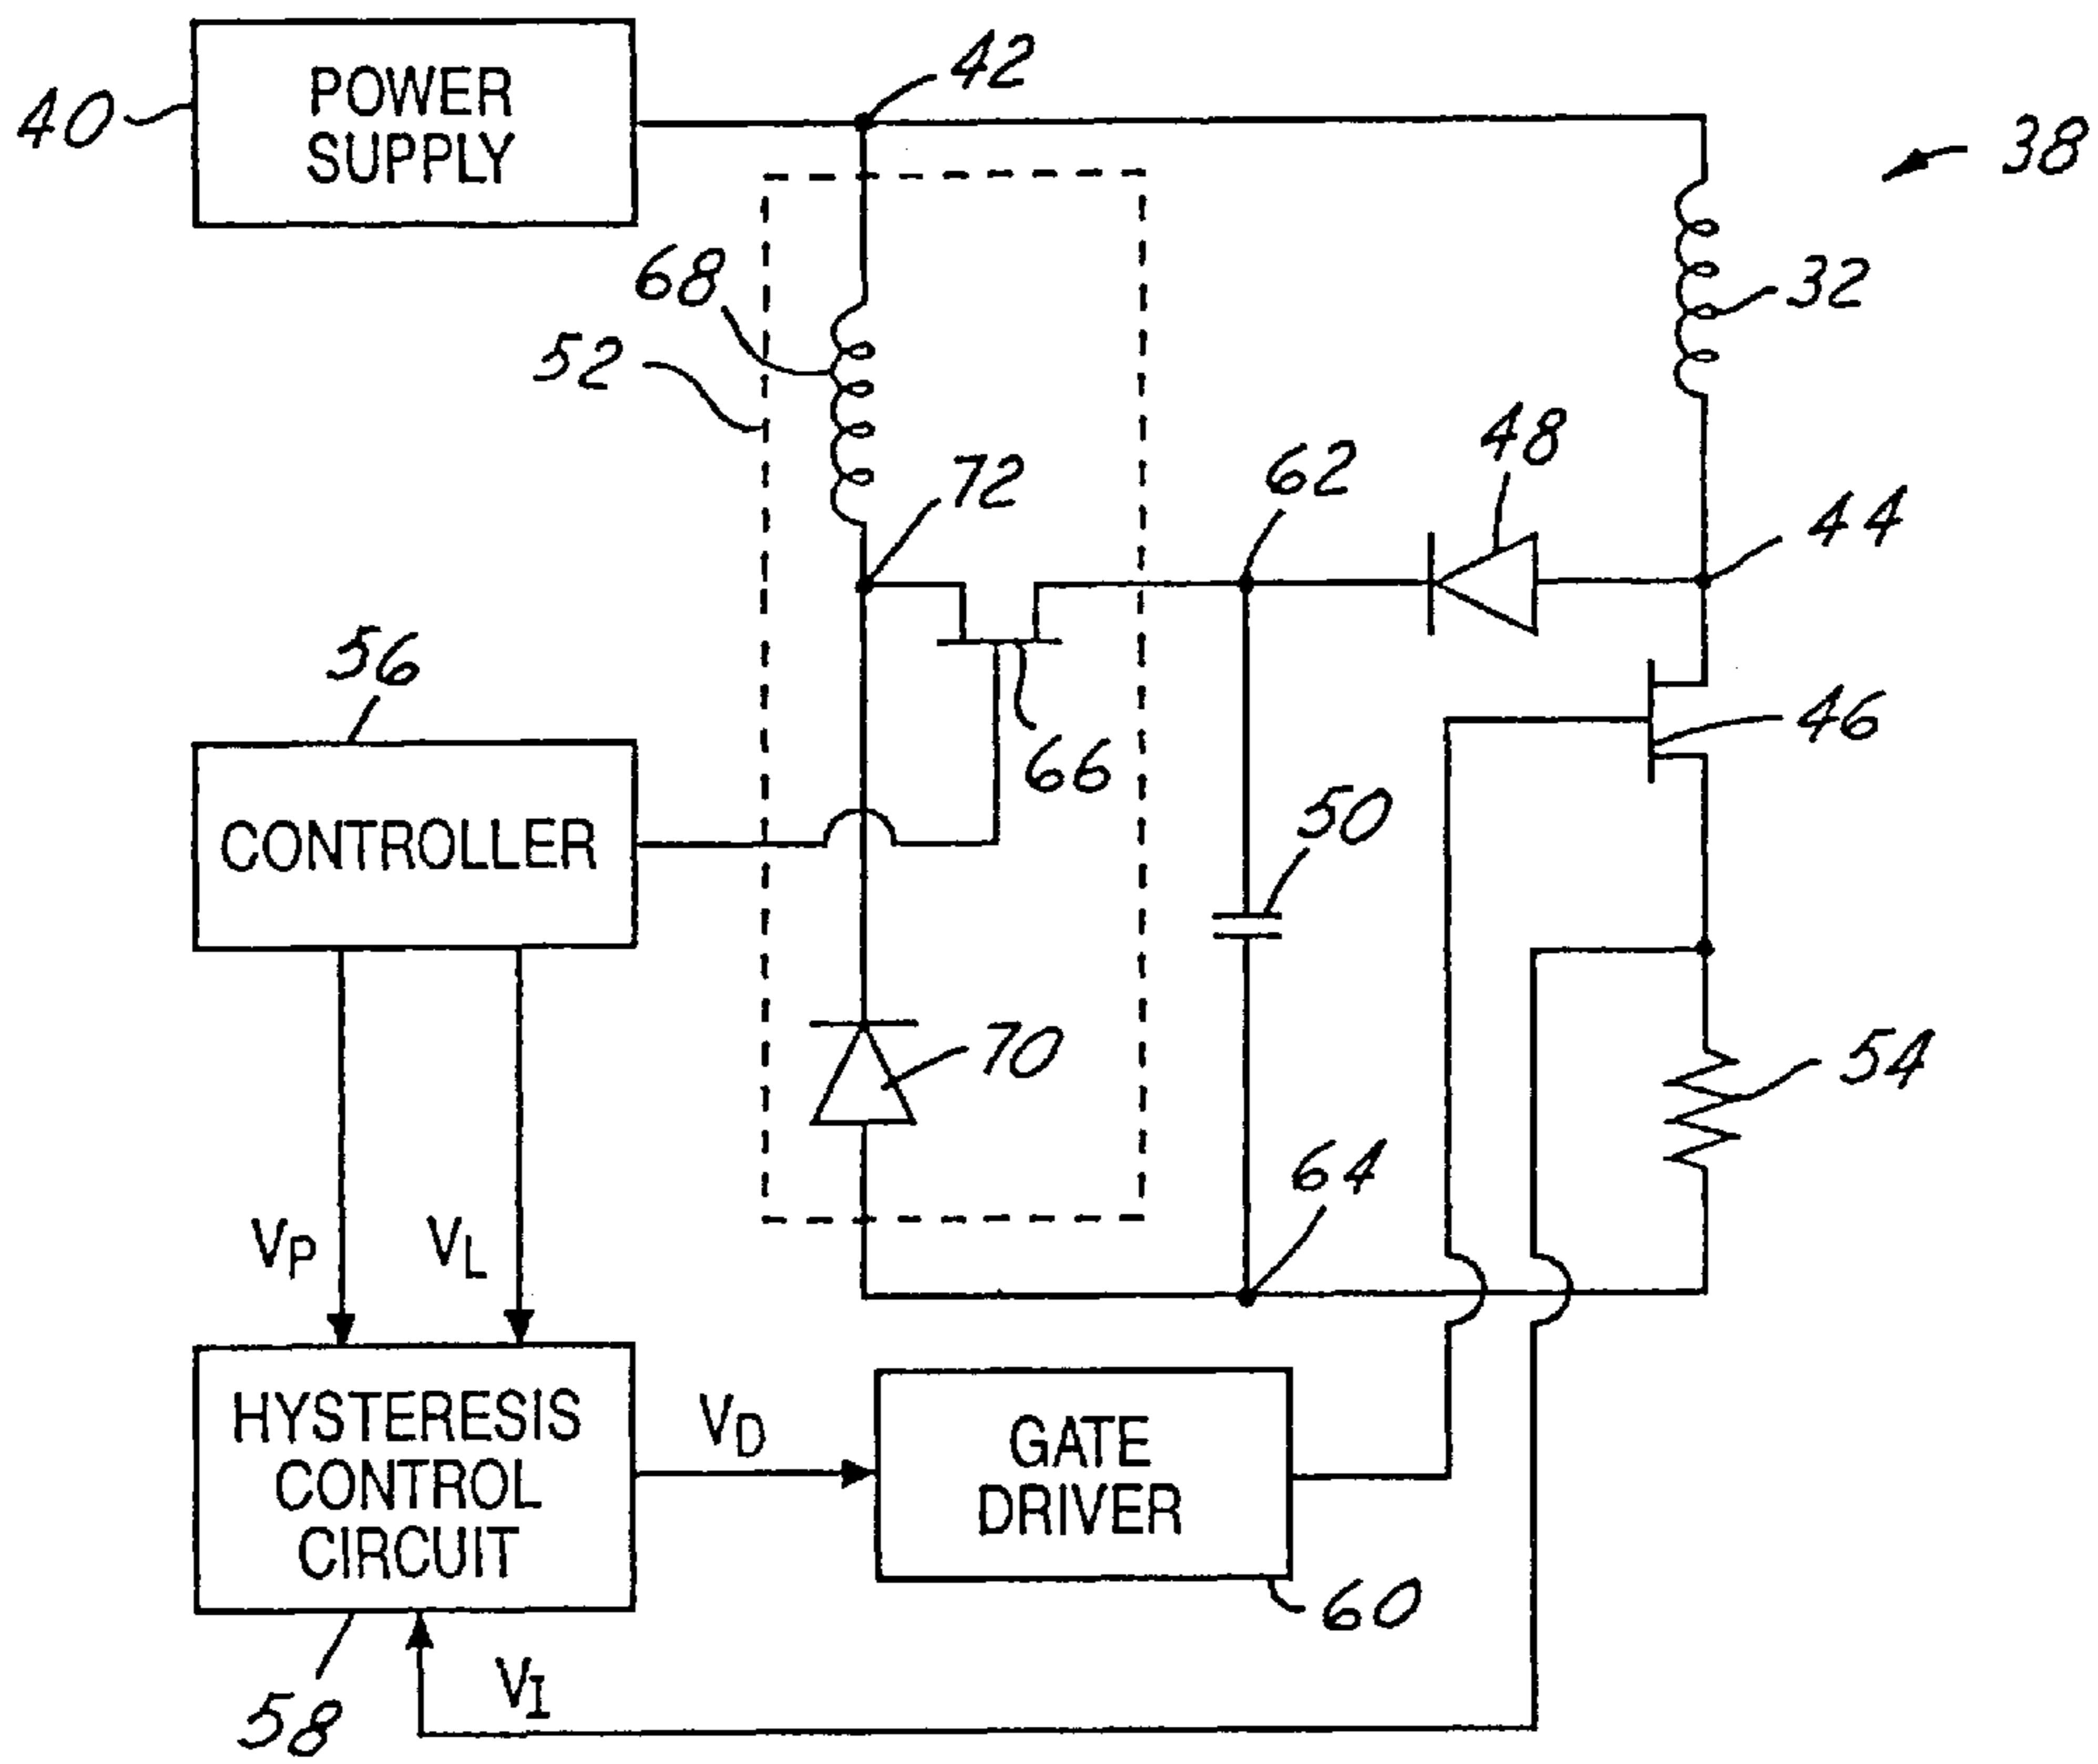 42
40
POWER
SUPPLY
38
68
32
52
48
72
62
44
56
46
66
50
CONTROLLER
70
54
64
VP
VL
HYSTERESIS
CONTROL
CIRCUIT
VD
GATE
DRIVER
60
58
VI